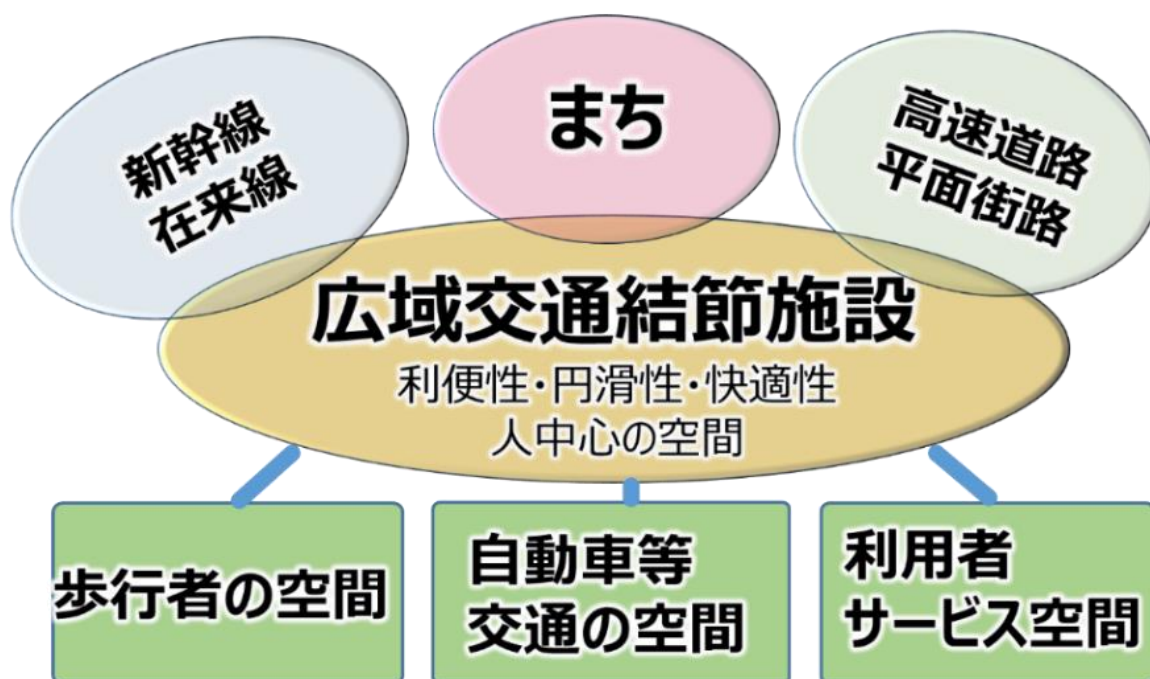 新幹線
在来線
まち
高速道路
平面街路
広域交通結節施設
利便性・円滑性・快適性
人中心の空間
歩行者の空間
自動車等
交通の空間
利用者
サービス空間